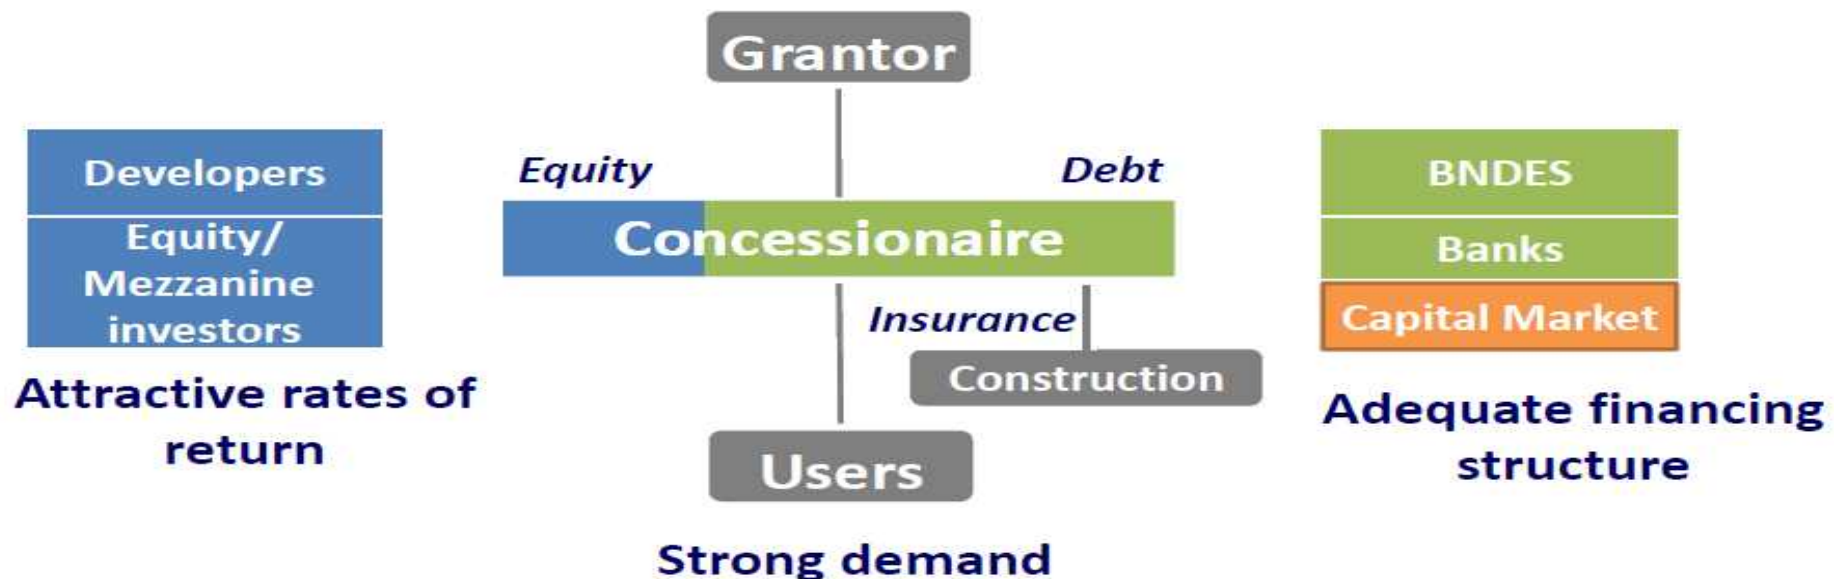 Grantor
Developers
Equity/
Mezzanine
investors
Attractive rates of
return
Equity
Debt
Concessionaire
Insurance
Construction
Users
Strong demand
BNDES
Banks
Capital Market
Adequate financing
structure